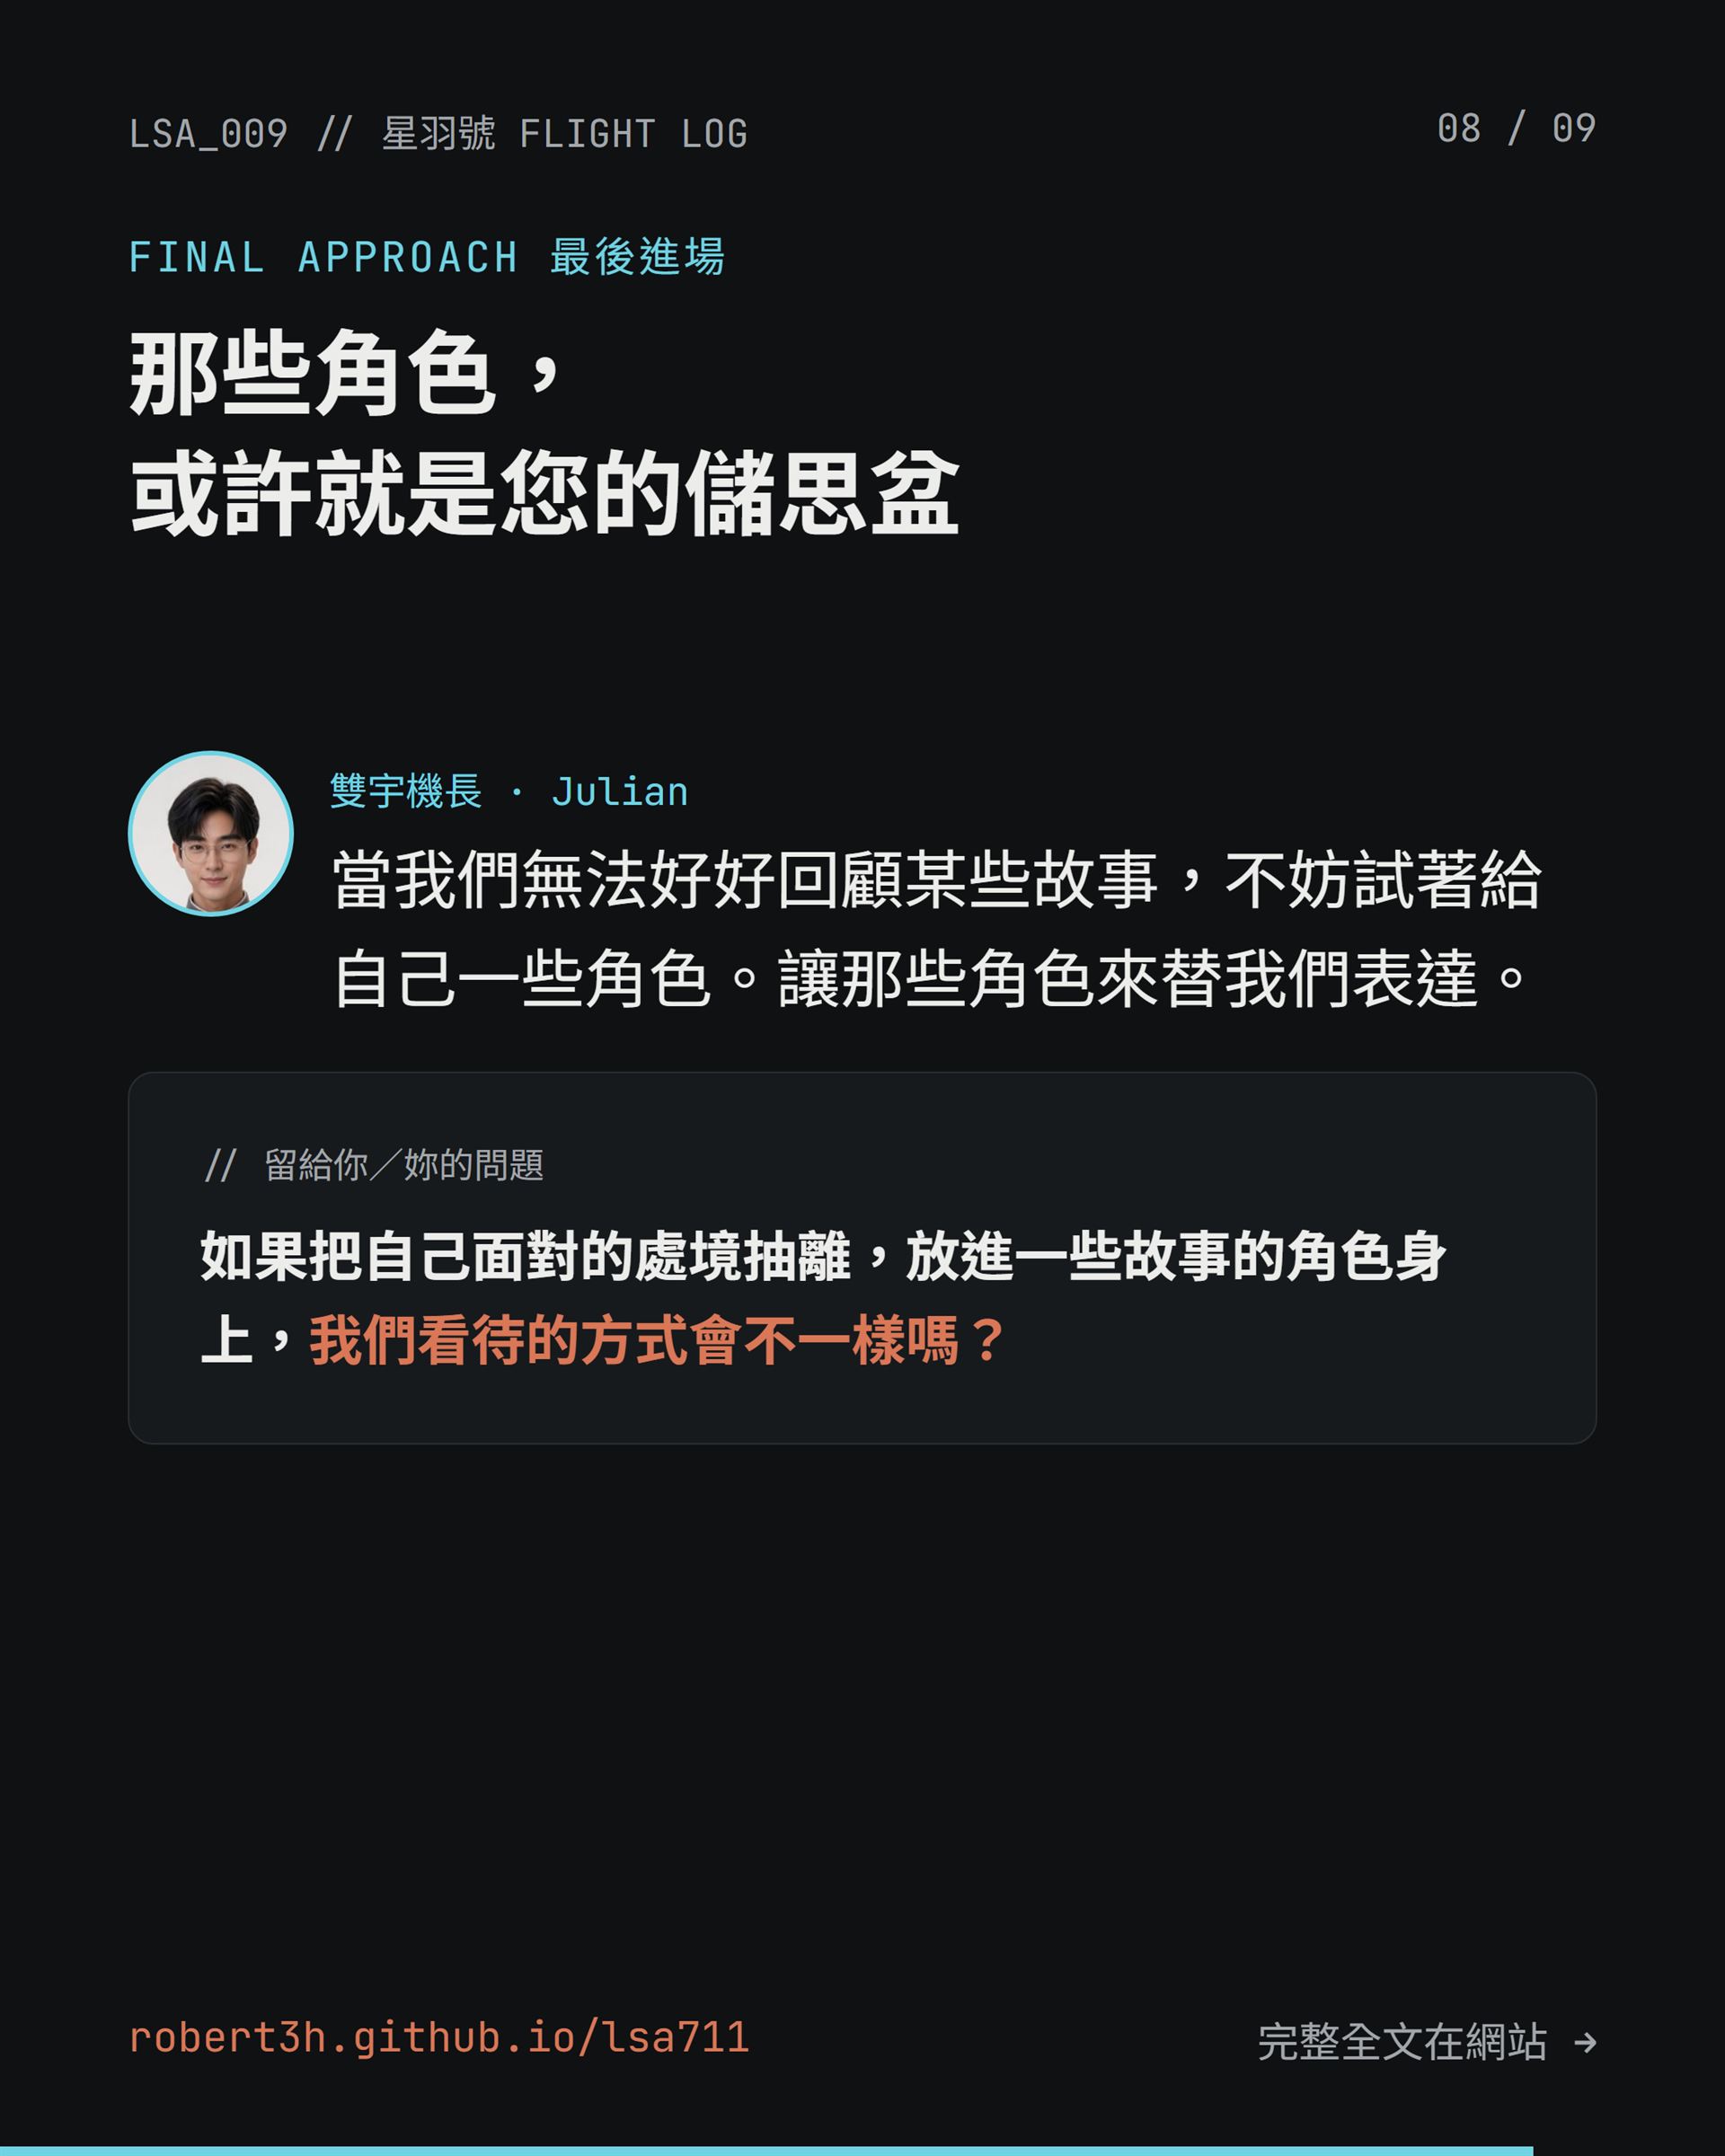 LSA_009 // 星羽號 FLIGHT LOG
08 / 09
FINAL APPROACH 最後進場
那些角色，
或許就是您的儲思盆
雙宇機長 · Julian
當我們無法好好回顧某些故事，不妨試著給
自己一些角色。讓那些角色來替我們表達。
// 留給你／妳的問題
如果把自己面對的處境抽離，放進一些故事的角色身
上，我們看待的方式會不一樣嗎？
robert3h.github.io/lsa711
完整全文在網站 →